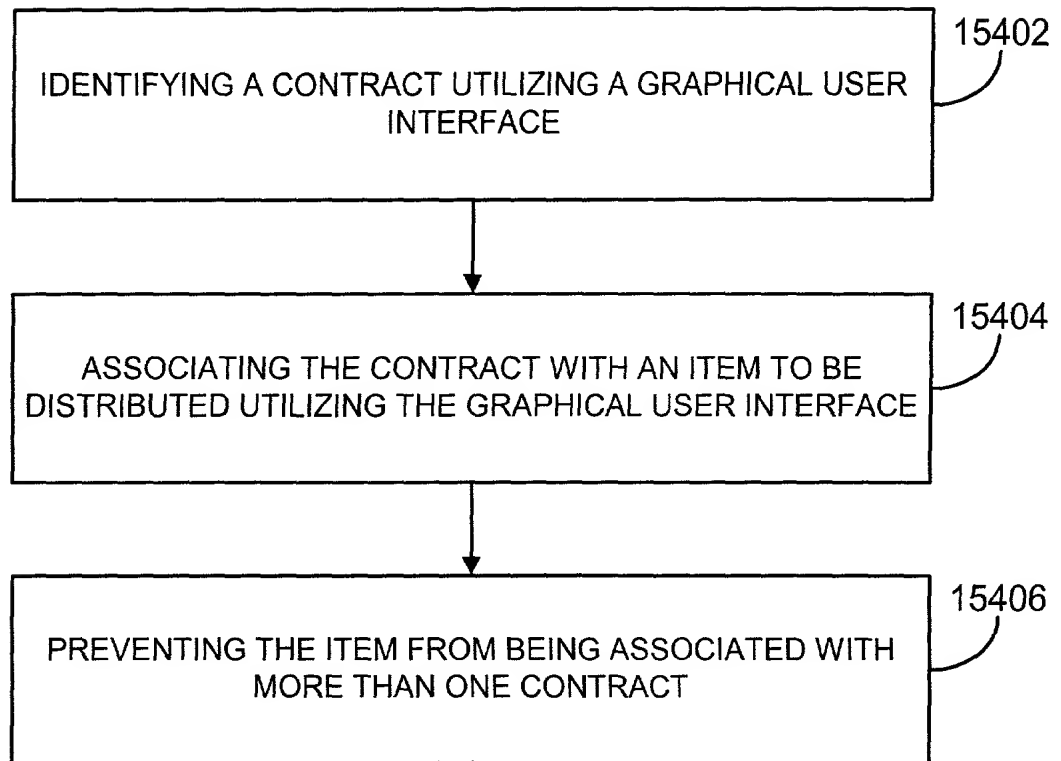 15402
IDENTIFYING A CONTRACT UTILIZING A GRAPHICAL USER
INTERFACE
15404
ASSOCIATING THE CONTRACT WITH AN ITEM TO BE
DISTRIBUTED UTILIZING THE GRAPHICAL USER INTERFACE
15406
PREVENTING THE ITEM FROM BEING ASSOCIATED WITH
MORE THAN ONE CONTRACT